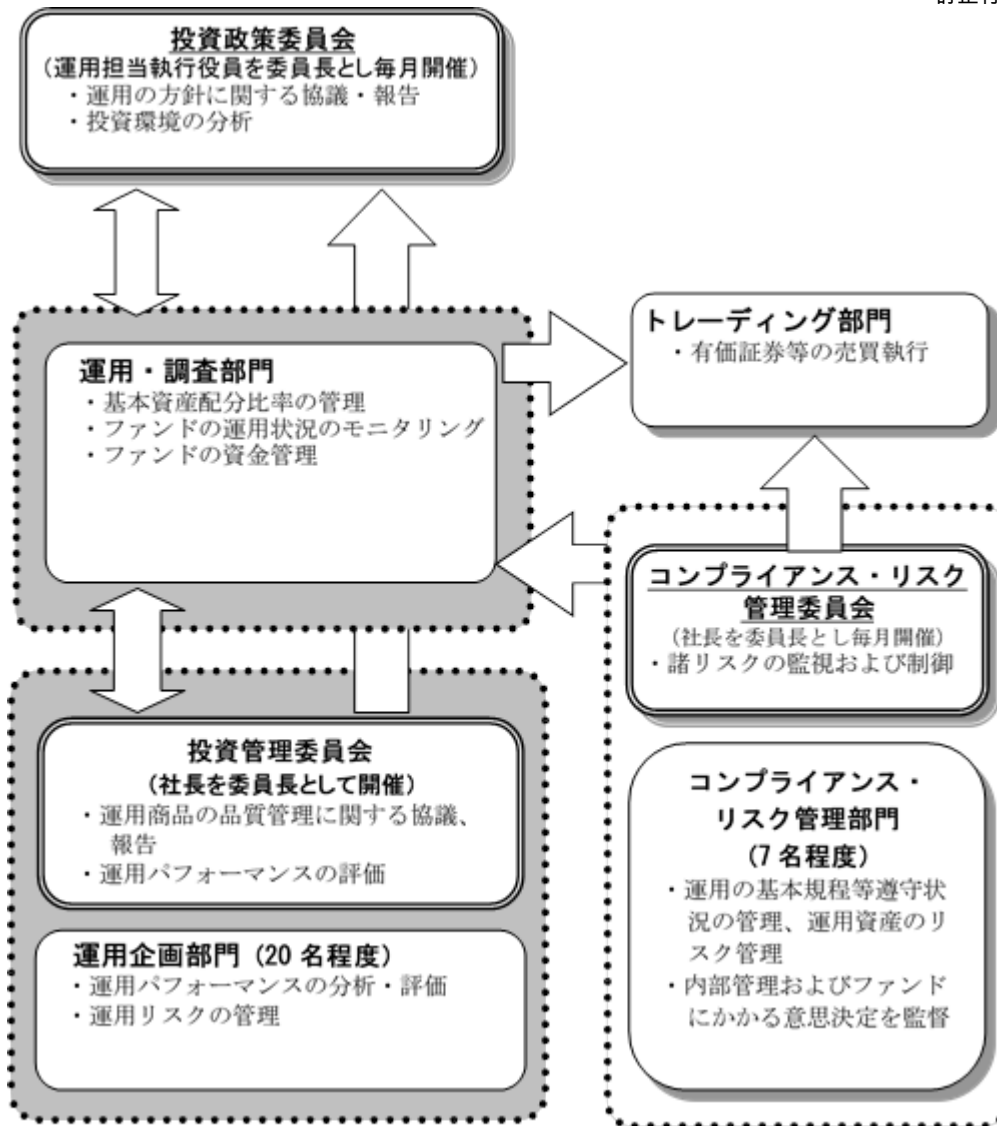 投資政策委員会
(運用担当執行役員を委員長とし毎月開催)
・運用の方針に関する協議・報告
・投資環境の分析
運用・調査部門
・基本資産配分比率の管理
・ファンドの運用状況のモニタリング
・ファンドの資金管理
トレーディング部門
・有価証券等の売買執行
コンプライアンス・リスク
管理委員会
(社長を委員長とし毎月開催)
・諸リスクの監視および制御
投資管理委員会
(社長を委員長として開催)
・運用商品の品質管理に関する協議、
報告
・運用パフォーマンスの評価
運用企画部門(20 名程度)
・運用パフォーマンスの分析・評価
・運用リスクの管理
コンプライアンス・
リスク管理部門
(7 名程度)
・運用の基本規程等遵守状
況の管理、運用資産のリ
スク管理
・内部管理およびファンド
にかかる意思決定を監督